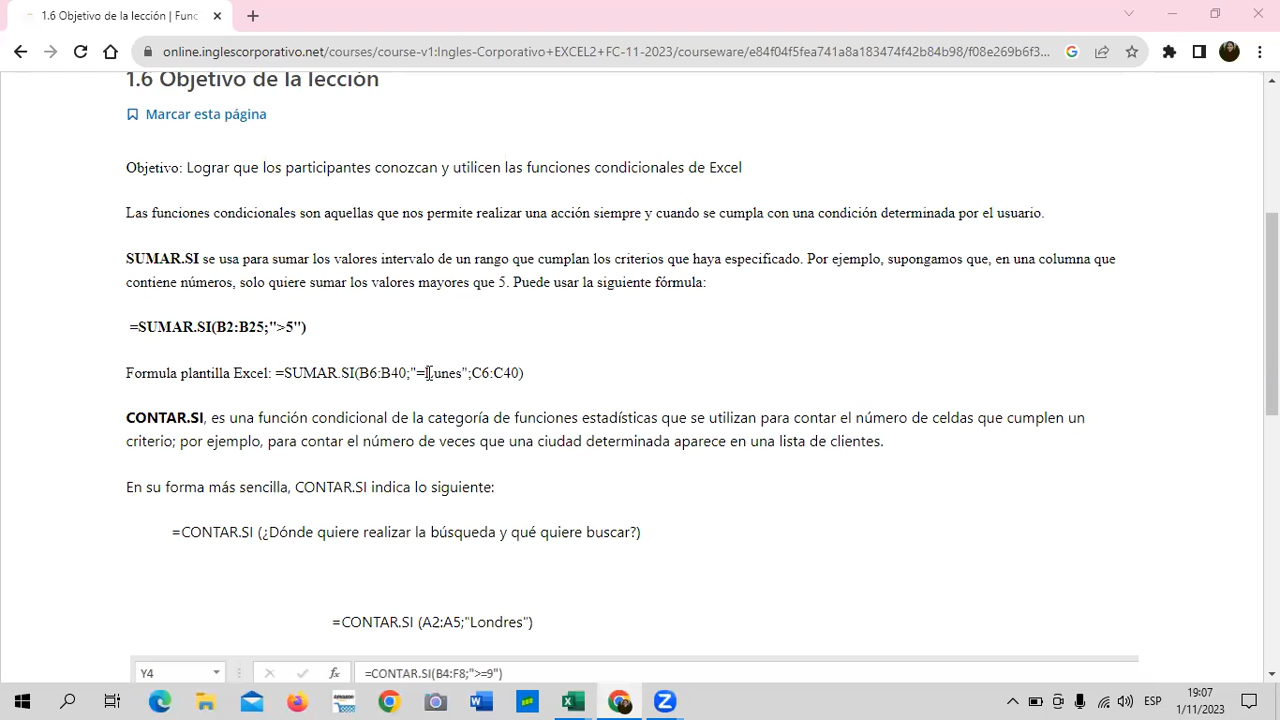 1.6 Objetivo de la lección | Func
online.inglescorporativo.net/courses/course-v1:Ingles-Corporativo+EXCEL2+FC-11-2023/courseware/e84f04f5fea741a8a183474f42b84b98/f08e269b6f3...
1.6 Objetivo de la lección
Marcar esta página
Objetivo: Lograr que los participantes conozcan y utilicen las funciones condicionales de Excel
Las funciones condicionales son aquellas que nos permite realizar una acción siempre y cuando se cumpla con una condición determinada por el usuario.
SUMAR.SI se usa para sumar los valores intervalo de un rango que cumplan los criterios que haya especificado. Por ejemplo, supongamos que, en una columna que
contiene números, solo quiere sumar los valores mayores que 5. Puede usar la siguiente fórmula:
=SUMAR.SI(B2:B25;">5")
Formula plantilla Excel: =SUMAR.SI(B6:B40;"=Lunes";C6:C40)
CONTAR.SI, es una función condicional de la categoría de funciones estadísticas que se utilizan para contar el número de celdas que cumplen un
criterio; por ejemplo, para contar el número de veces que una ciudad determinada aparece en una lista de clientes.
En su forma más sencilla, CONTAR.SI indica lo siguiente:
=CONTAR.SI (¿Dónde quiere realizar la búsqueda y qué quiere buscar?)
=CONTAR.SI (A2:A5;"Londres")
Y4 fx =CONTAR.SI(B4:F8;">=9")
ESP
19:07
1/11/2023